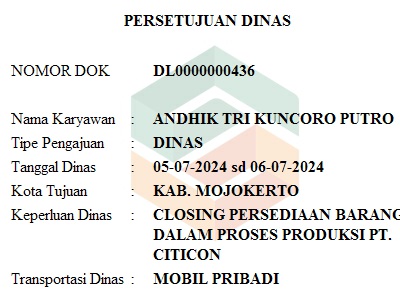 PERSETUJUAN DINAS
NOMOR DOK DL0000000436
Nama Karyawan : ANDHIK TRI KUNCORO PUTRO
Tipe Pengajuan : DINAS
Tanggal Dinas : 05-07-2024 sd 06-07-2024
Kota Tujuan : KAB. MOJOKERTO
Keperluan Dinas : CLOSING PERSEDIAAN BARANG
DALAM PROSES PRODUKSI PT.
CITICON
Transportasi Dinas : MOBIL PRIBADI